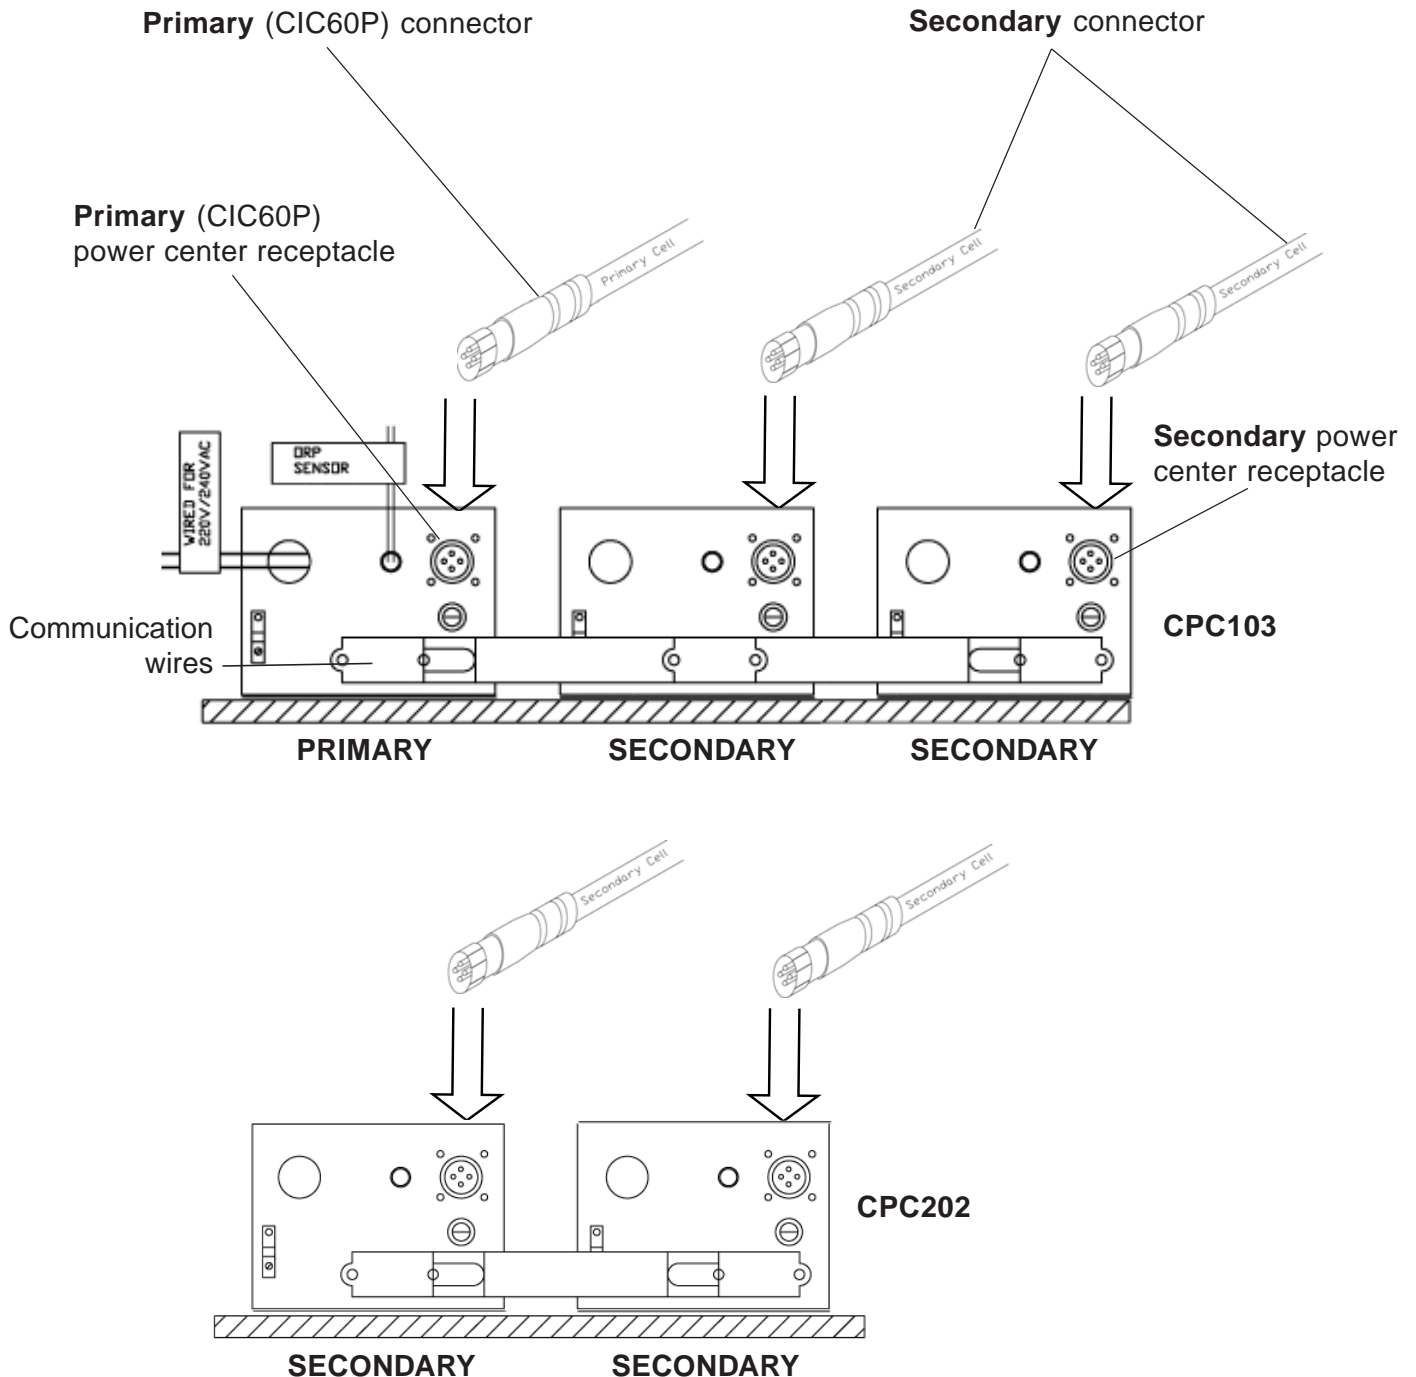 Primary (CIC60P) connector
Secondary connector
Primary (CIC60P)
power center receptacle
Primary Cell
Secondary Cell
Secondary Cell
Secondary power
center receptacle
WIRED FOR
220V/240VAC
ORP
SENSOR
Communication
wires
CPC103
PRIMARY
SECONDARY
SECONDARY
Secondary Cell
Secondary Cell
CPC202
SECONDARY
SECONDARY